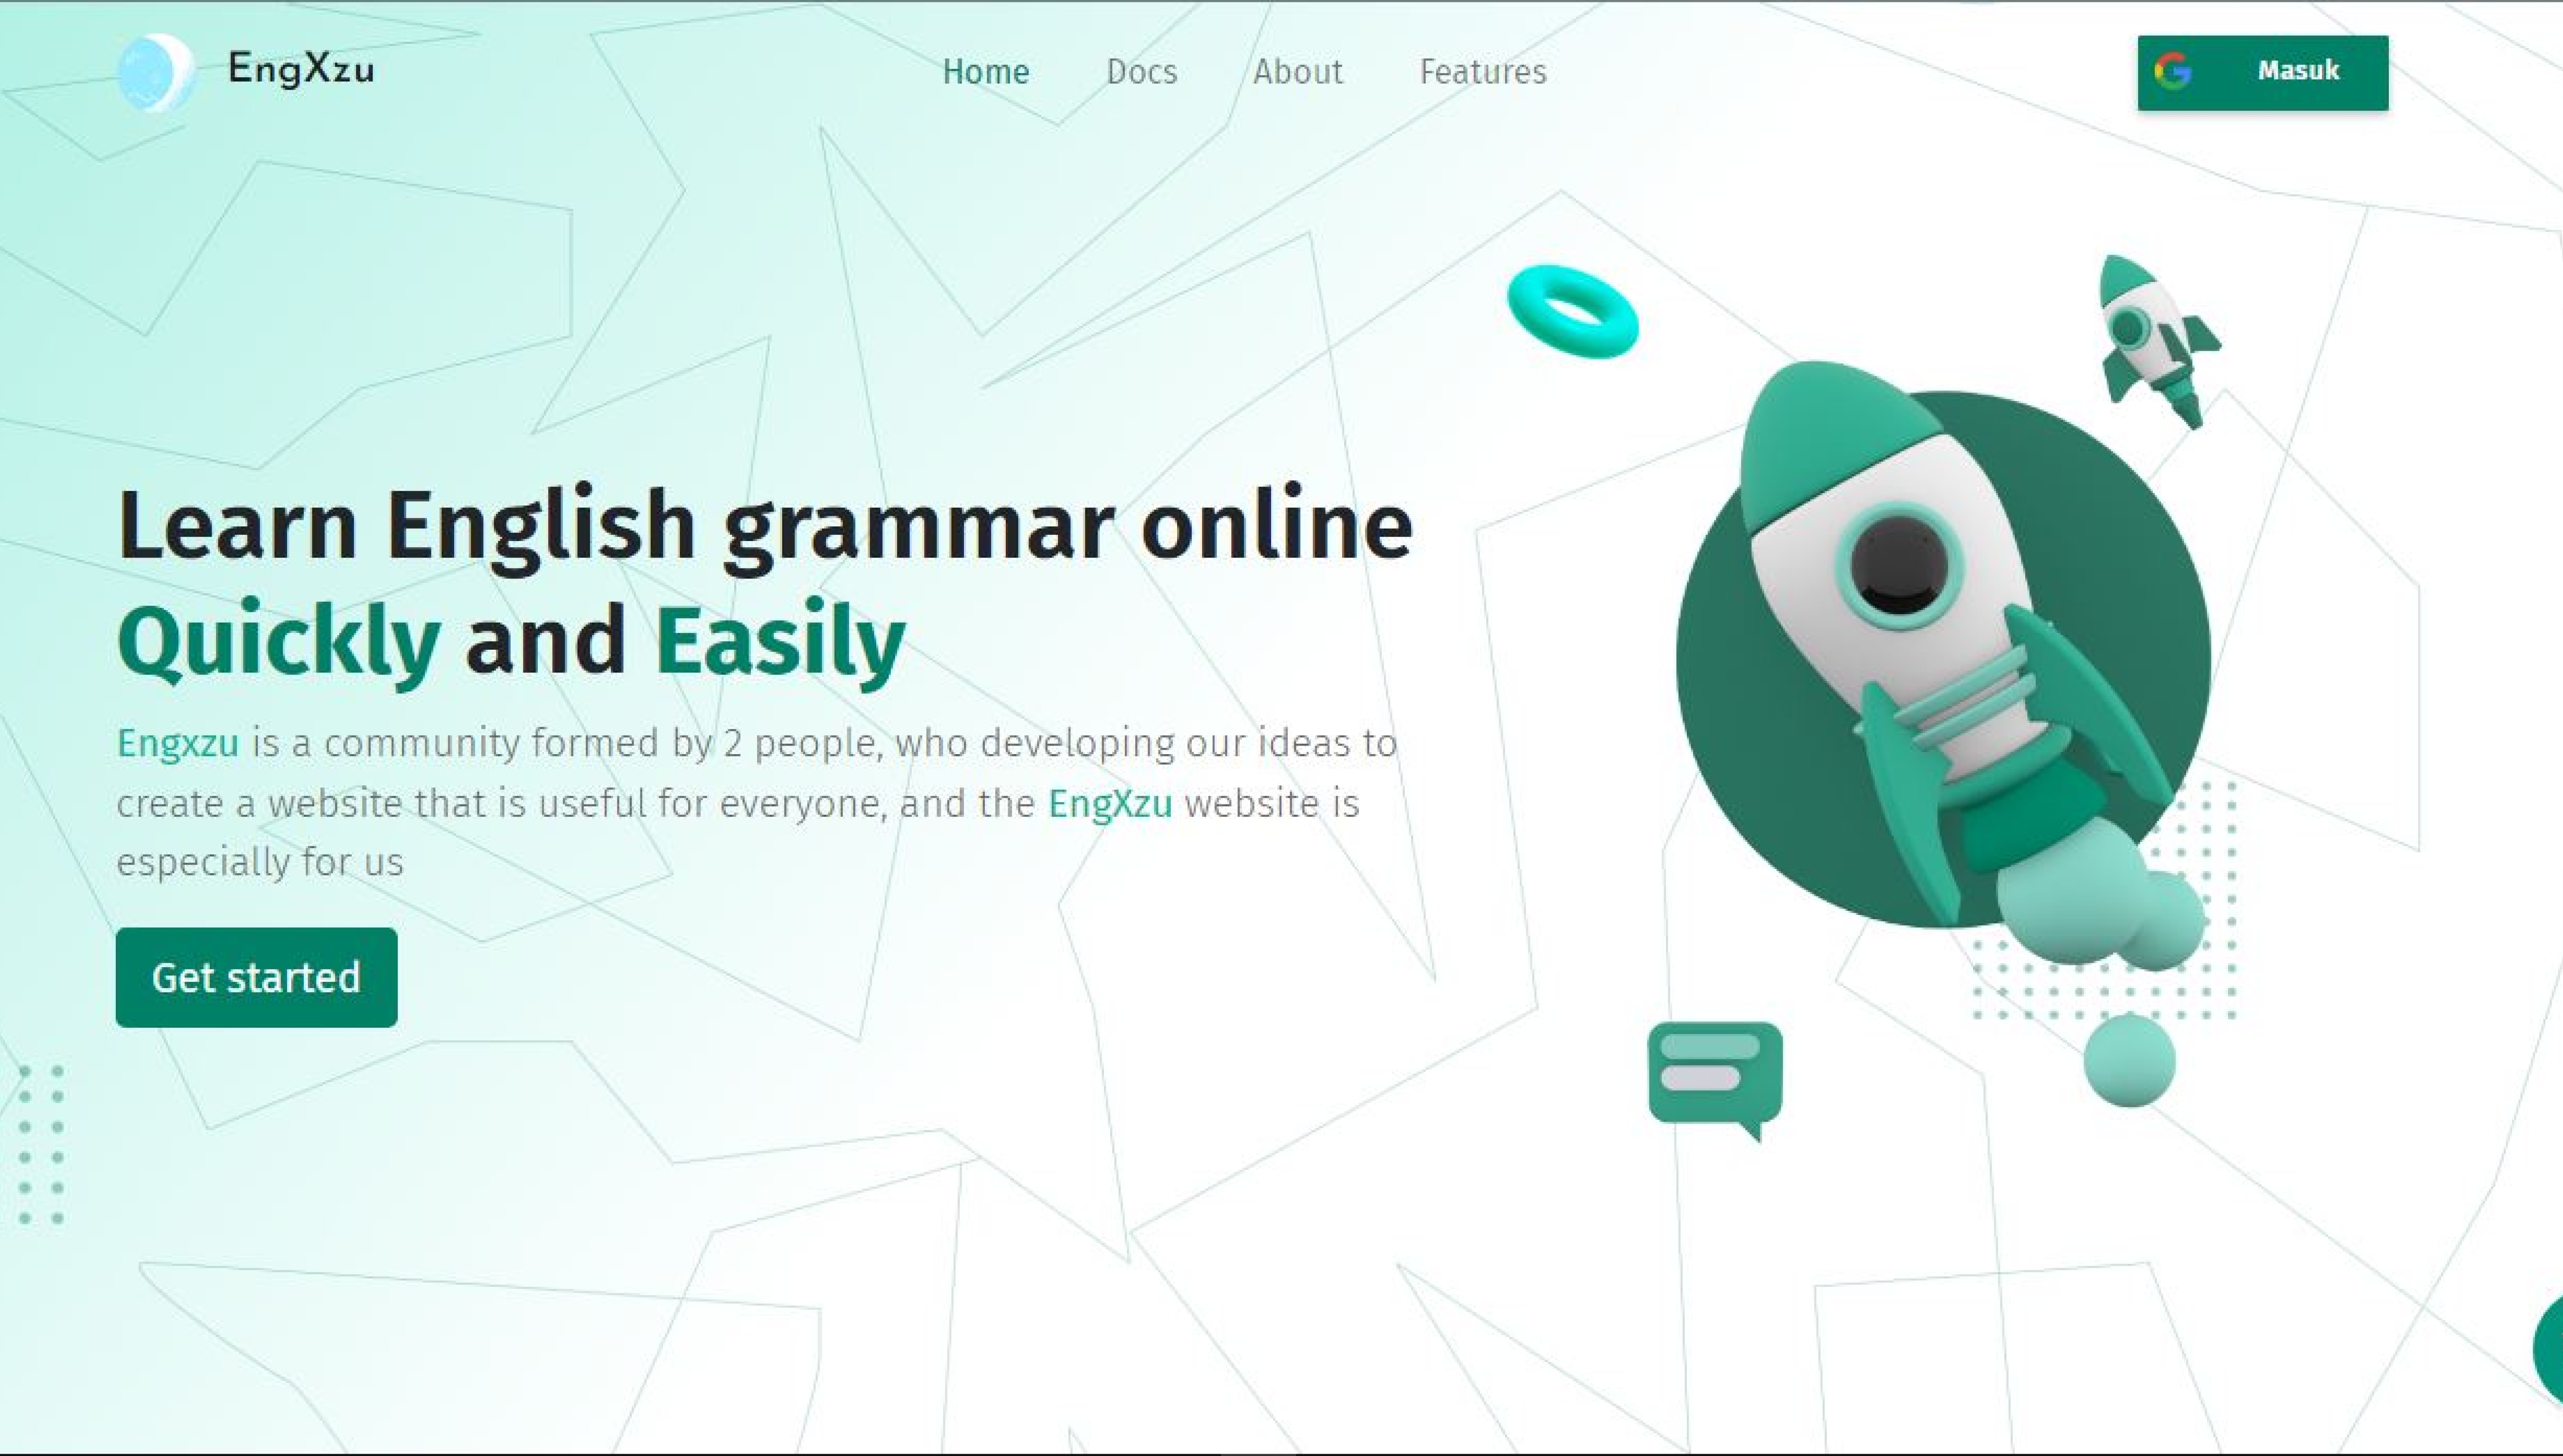 EngXzu
Home Docs About Features
Masuk
Learn English grammar online
Quickly and Easily
Engxzu is a community formed by 2 people, who developing our ideas to
create a website that is useful for everyone, and the EngXzu website is
especially for us
Get started